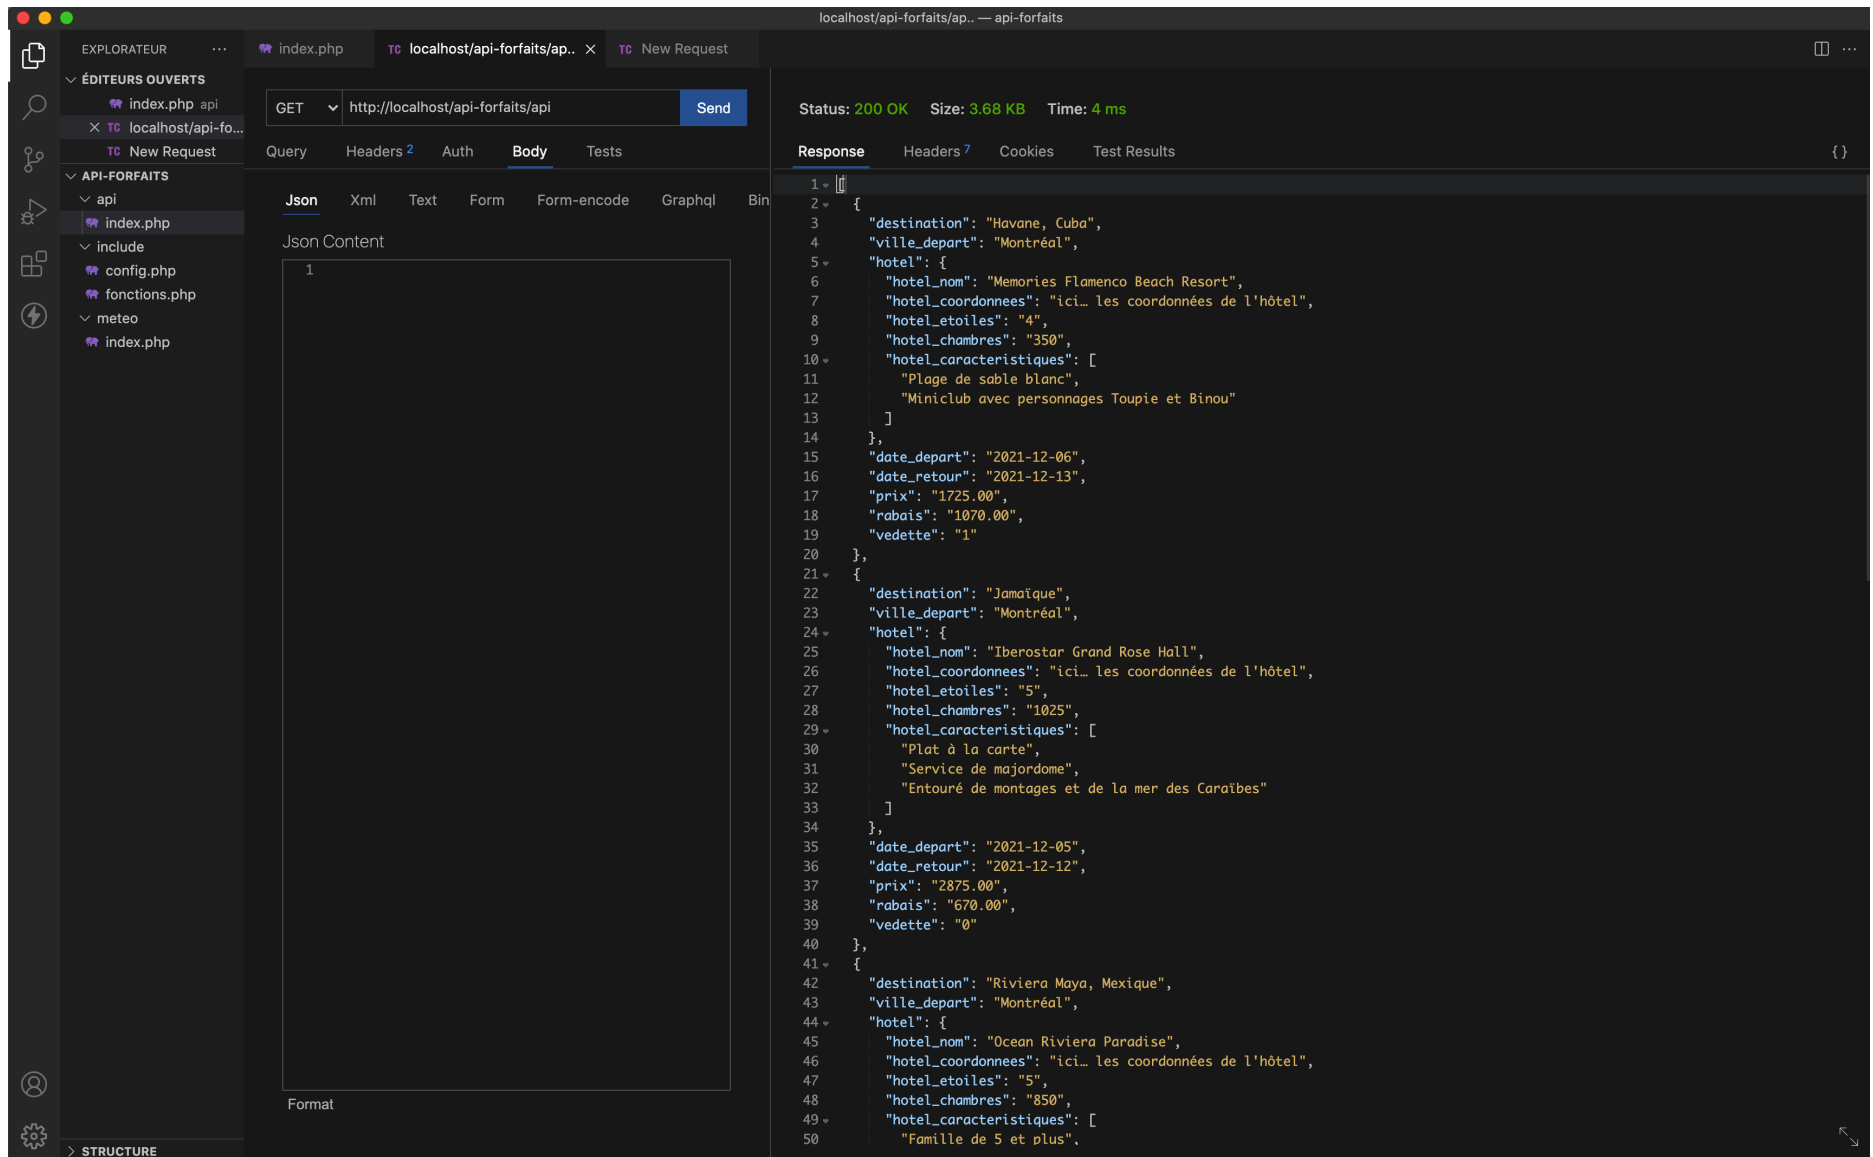 localhost/api-forfaits/ap.. — api-forfaits
EXPLORATEUR ···
index.php
TC localhost/api-forfaits/ap..
TC New Request
ÉDITEURS OUVERTS
index.php api
TC localhost/api-fo...
TC New Request
API-FORFAITS
api
index.php
include
config.php
fonctions.php
meteo
index.php
STRUCTURE
GET http://localhost/api-forfaits/api Send
Query Headers 2 Auth Body Tests
Json Xml Text Form Form-encode Graphql Bin
Json Content
1
Format
Status: 200 OK Size: 3.68 KB Time: 4 ms
Response Headers 7 Cookies Test Results { }
1 [
2 {
3 "destination": "Havane, Cuba",
4 "ville_depart": "Montréal",
5 "hotel": {
6 "hotel_nom": "Memories Flamenco Beach Resort",
7 "hotel_coordonnees": "ici… les coordonnées de l'hôtel",
8 "hotel_etoiles": "4",
9 "hotel_chambres": "350",
10 "hotel_caracteristiques": [
11 "Plage de sable blanc",
12 "Miniclub avec personnages Toupie et Binou"
13 ]
14 },
15 "date_depart": "2021-12-06",
16 "date_retour": "2021-12-13",
17 "prix": "1725.00",
18 "rabais": "1070.00",
19 "vedette": "1"
20 },
21 {
22 "destination": "Jamaïque",
23 "ville_depart": "Montréal",
24 "hotel": {
25 "hotel_nom": "Iberostar Grand Rose Hall",
26 "hotel_coordonnees": "ici… les coordonnées de l'hôtel",
27 "hotel_etoiles": "5",
28 "hotel_chambres": "1025",
29 "hotel_caracteristiques": [
30 "Plat à la carte",
31 "Service de majordome",
32 "Entouré de montages et de la mer des Caraïbes"
33 ]
34 },
35 "date_depart": "2021-12-05",
36 "date_retour": "2021-12-12",
37 "prix": "2875.00",
38 "rabais": "670.00",
39 "vedette": "0"
40 },
41 {
42 "destination": "Riviera Maya, Mexique",
43 "ville_depart": "Montréal",
44 "hotel": {
45 "hotel_nom": "Ocean Riviera Paradise",
46 "hotel_coordonnees": "ici… les coordonnées de l'hôtel",
47 "hotel_etoiles": "5",
48 "hotel_chambres": "850",
49 "hotel_caracteristiques": [
50 "Famille de 5 et plus",